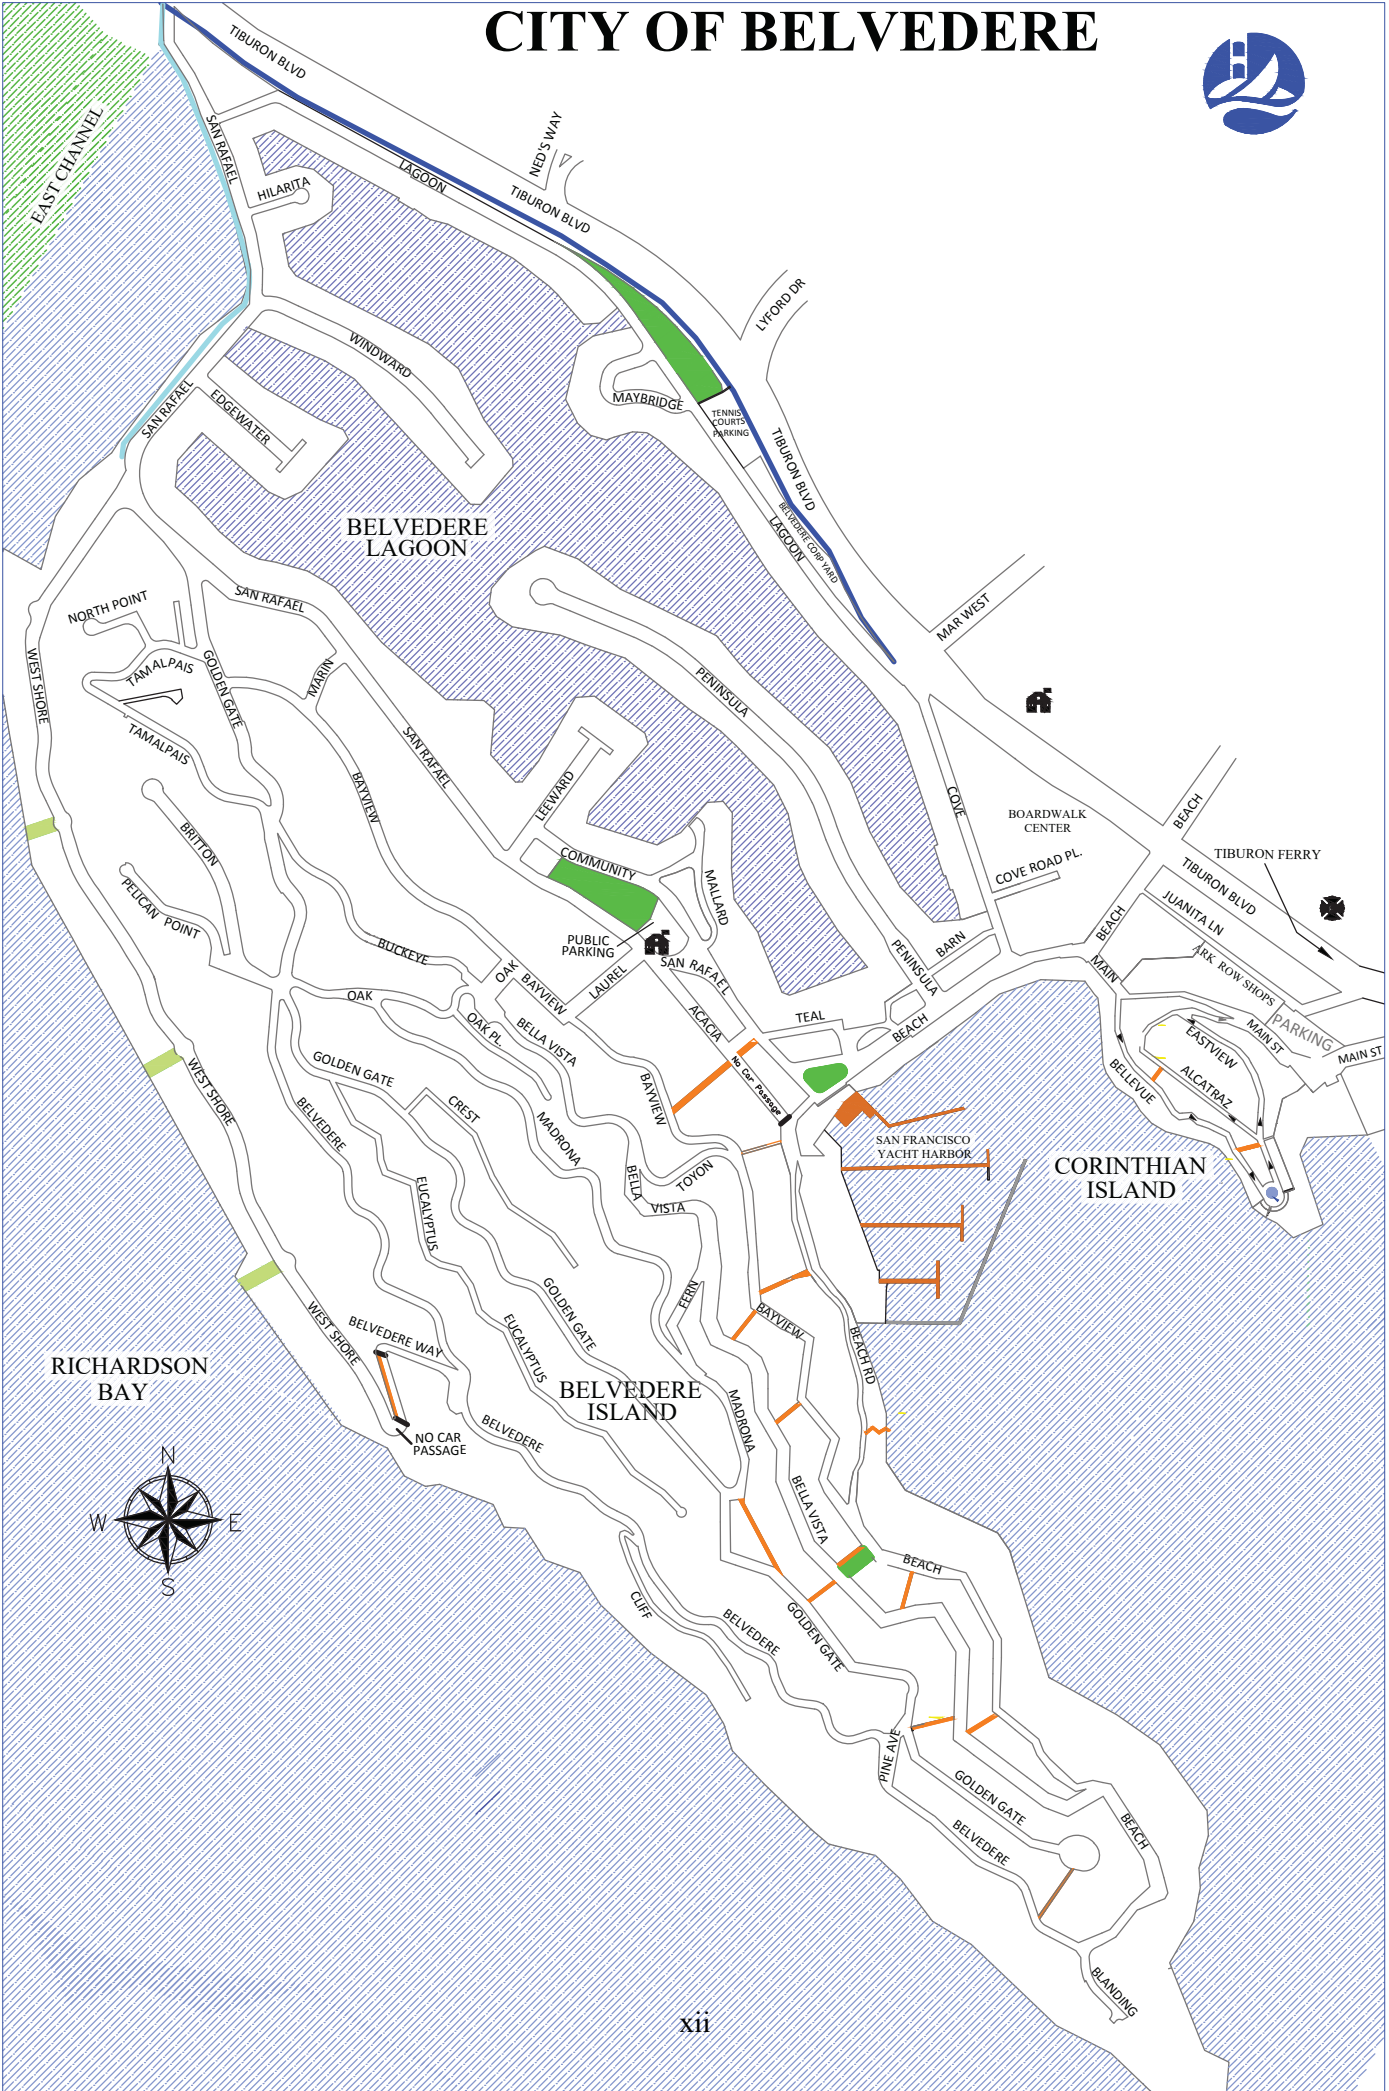 CITY OF BELVEDERE
TIBURON BLVD
EAST CHANNEL
SAN RAFAEL
NED'S WAY
LAGOON
HILARITA
TIBURON BLVD
LYFORD DR
WINDWARD
SAN RAFAEL
EDGEWATER
MAYBRIDGE
TENNIS
COURTS
PARKING
TIBURON BLVD
BELVEDERE CORP YARD
LAGOON
BELVEDERE
LAGOON
NORTH POINT
SAN RAFAEL
MAR WEST
WEST SHORE
TAMALPAIS
GOLDEN GATE
MARIN
PENINSULA
TAMALPAIS
SAN RAFAEL
BAYVIEW
LEEWARD
COVE
BOARDWALK
CENTER
BEACH
BRITTON
COMMUNITY
COVE ROAD PL.
TIBURON FERRY
TIBURON BLVD
PELICAN POINT
MALLARD
JUANITA LN
BUCKEYE
PUBLIC
PARKING
BARN
BEACH
OAK
BAYVIEW
LAUREL
SAN RAFAEL
PENINSULA
MAIN
ARK ROW SHOPS
OAK
OAK PL.
BELLA VISTA
ACACIA
TEAL
BEACH
PARKING
MAIN ST
EASTVIEW
MAIN ST
WEST SHORE
GOLDEN GATE
BAYVIEW
No Car Passage
BELLEVUE
ALCATRAZ
BELVEDERE
CREST
MADRONA
SAN FRANCISCO
YACHT HARBOR
CORINTHIAN
ISLAND
EUCALYPTUS
BELLA
VISTA
TOYON
FERN
WEST SHORE
BELVEDERE WAY
EUCALYPTUS
GOLDEN GATE
BAYVIEW
BEACH RD
RICHARDSON
BAY
BELVEDERE
ISLAND
MADRONA
NO CAR
PASSAGE
BELVEDERE
N
W
E
S
BELLA VISTA
BEACH
CLIFF
BELVEDERE
GOLDEN GATE
PINE AVE
GOLDEN GATE
BELVEDERE
BEACH
BLANDING
xii